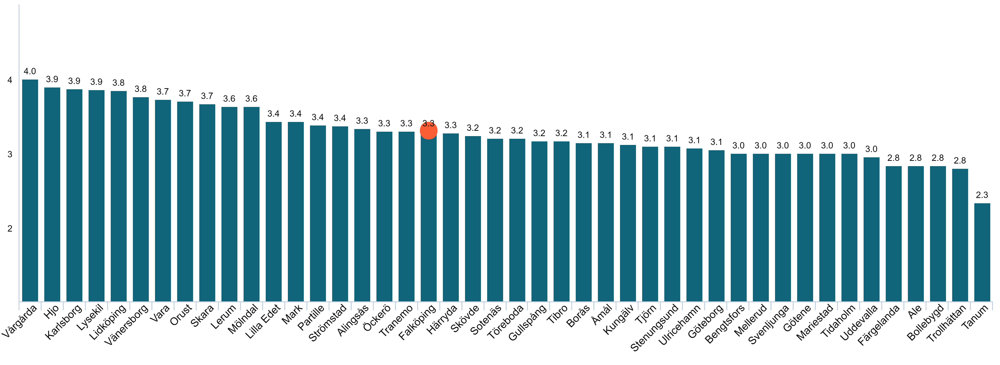 4
3
2
4.0 3.9 3.9 3.9 3.8 3.8 3.7 3.7 3.7 3.6 3.6 3.4 3.4 3.4 3.4 3.3 3.3 3.3 3.3 3.3 3.2 3.2 3.2 3.2 3.2 3.1 3.1 3.1 3.1 3.1 3.1 3.1 3.0 3.0 3.0 3.0 3.0 3.0 3.0 2.8 2.8 2.8 2.8 2.3
Vårgårda
Hjo
Karlsborg
Lysekil
Lidköping
Vänersborg
Vara
Orust
Skara
Lerum
Mölndal
Lilla Edet
Mark
Partille
Strömstad
Alingsås
Öckerö
Tranemo
Falköping
Härryda
Skövde
Sotenäs
Töreboda
Gullspång
Tibro
Borås
Åmål
Kungälv
Tjörn
Stenungsund
Ulricehamn
Göteborg
Bengtsfors
Mellerud
Svenljunga
Götene
Mariestad
Tidaholm
Uddevalla
Färgelanda
Ale
Bollebygd
Trollhättan
Tanum